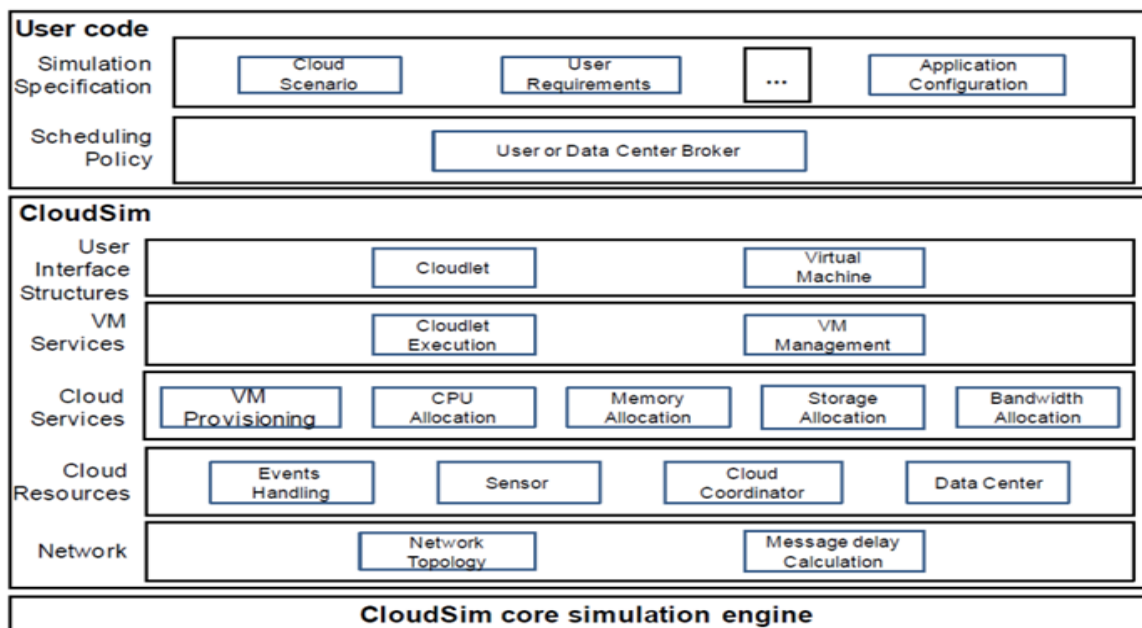 User code
Simulation
Specification
Cloud
Scenario
User
Requirements
...
Application
Configuration
Scheduling
Policy
User or Data Center Broker
CloudSim
User
Interface
Structures
Cloudlet
Virtual
Machine
VM
Services
Cloudlet
Execution
VM
Management
Cloud
Services
VM
Provisioning
CPU
Allocation
Memory
Allocation
Storage
Allocation
Bandwidth
Allocation
Cloud
Resources
Events
Handling
Sensor
Cloud
Coordinator
Data Center
Network
Network
Topology
Message delay
Calculation
CloudSim core simulation engine